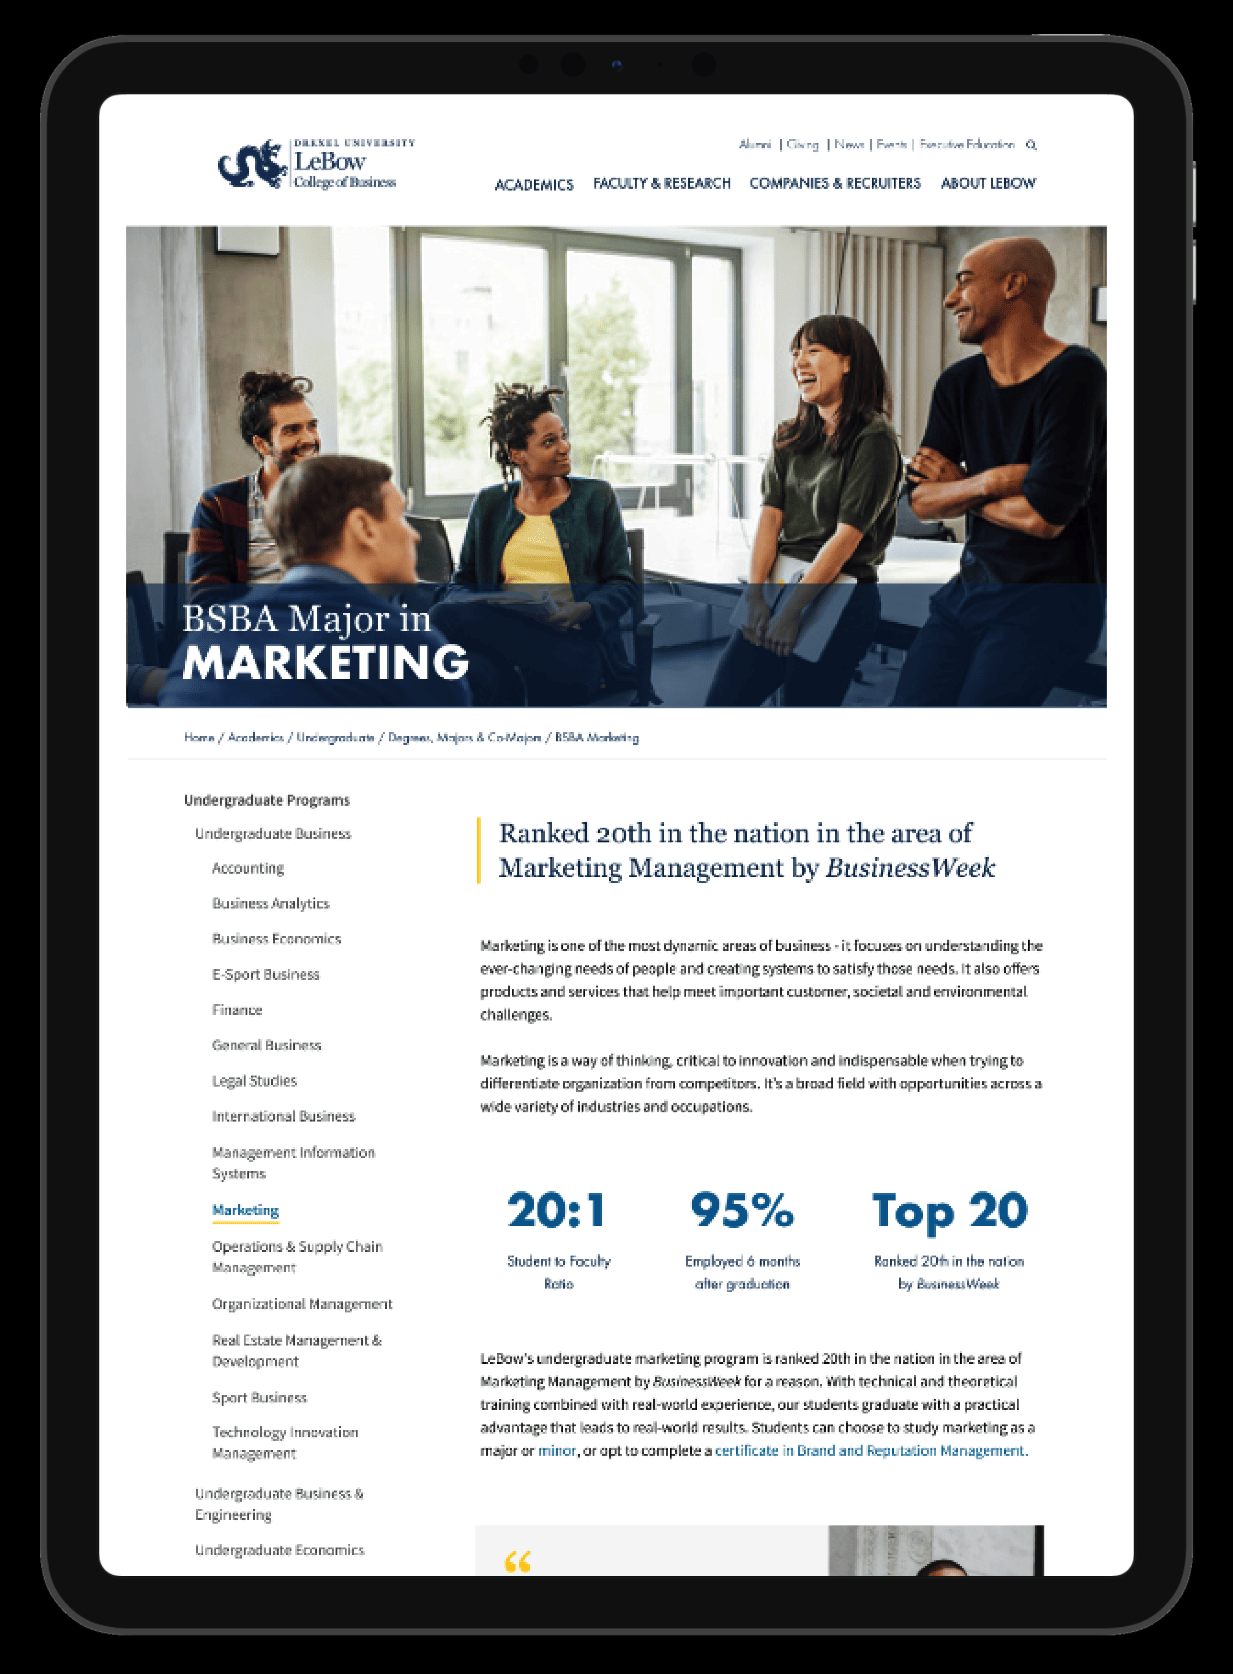 DREXEL UNIVERSITY
LeBow
College of Business
Alumni | Giving | News | Events | Executive Education
ACADEMICS FACULTY & RESEARCH COMPANIES & RECRUITERS ABOUT LEBOW
BSBA Major in
MARKETING
Home / Academics / Undergraduate / Degrees, Majors & Co-Majors / BSBA Marketing
Undergraduate Programs
Undergraduate Business
Accounting
Business Analytics
Business Economics
E-Sport Business
Finance
General Business
Legal Studies
International Business
Management Information
Systems
Marketing
Operations & Supply Chain
Management
Organizational Management
Real Estate Management &
Development
Sport Business
Technology Innovation
Management
Undergraduate Business &
Engineering
Undergraduate Economics
Ranked 20th in the nation in the area of
Marketing Management by BusinessWeek
Marketing is one of the most dynamic areas of business - it focuses on understanding the
ever-changing needs of people and creating systems to satisfy those needs. It also offers
products and services that help meet important customer, societal and environmental
challenges.
Marketing is a way of thinking, critical to innovation and indispensable when trying to
differentiate organization from competitors. It's a broad field with opportunities across a
wide variety of industries and occupations.
20:1
Student to Faculty
Ratio
95%
Employed 6 months
after graduation
Top 20
Ranked 20th in the nation
by BusinessWeek
LeBow's undergraduate marketing program is ranked 20th in the nation in the area of
Marketing Management by BusinessWeek for a reason. With technical and theoretical
training combined with real-world experience, our students graduate with a practical
advantage that leads to real-world results. Students can choose to study marketing as a
major or minor, or opt to complete a certificate in Brand and Reputation Management.
“